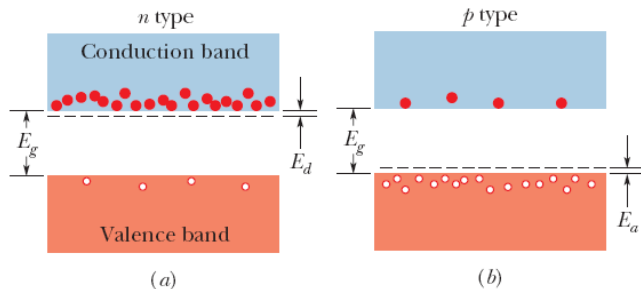 n type
Conduction band
E_g
E_d
Valence band
(a)
p type
E_g
E_a
(b)